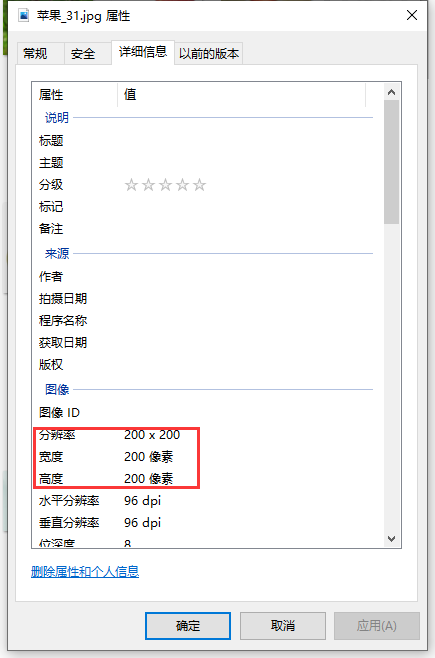 苹果_31.jpg 属性
常规 安全 详细信息 以前的版本
属性 值
说明
标题
主题
分级
标记
备注
来源
作者
拍摄日期
程序名称
获取日期
版权
图像
图像 ID
分辨率 200 x 200
宽度 200 像素
高度 200 像素
水平分辨率 96 dpi
垂直分辨率 96 dpi
位深度 8
删除属性和个人信息
确定 取消 应用(A)